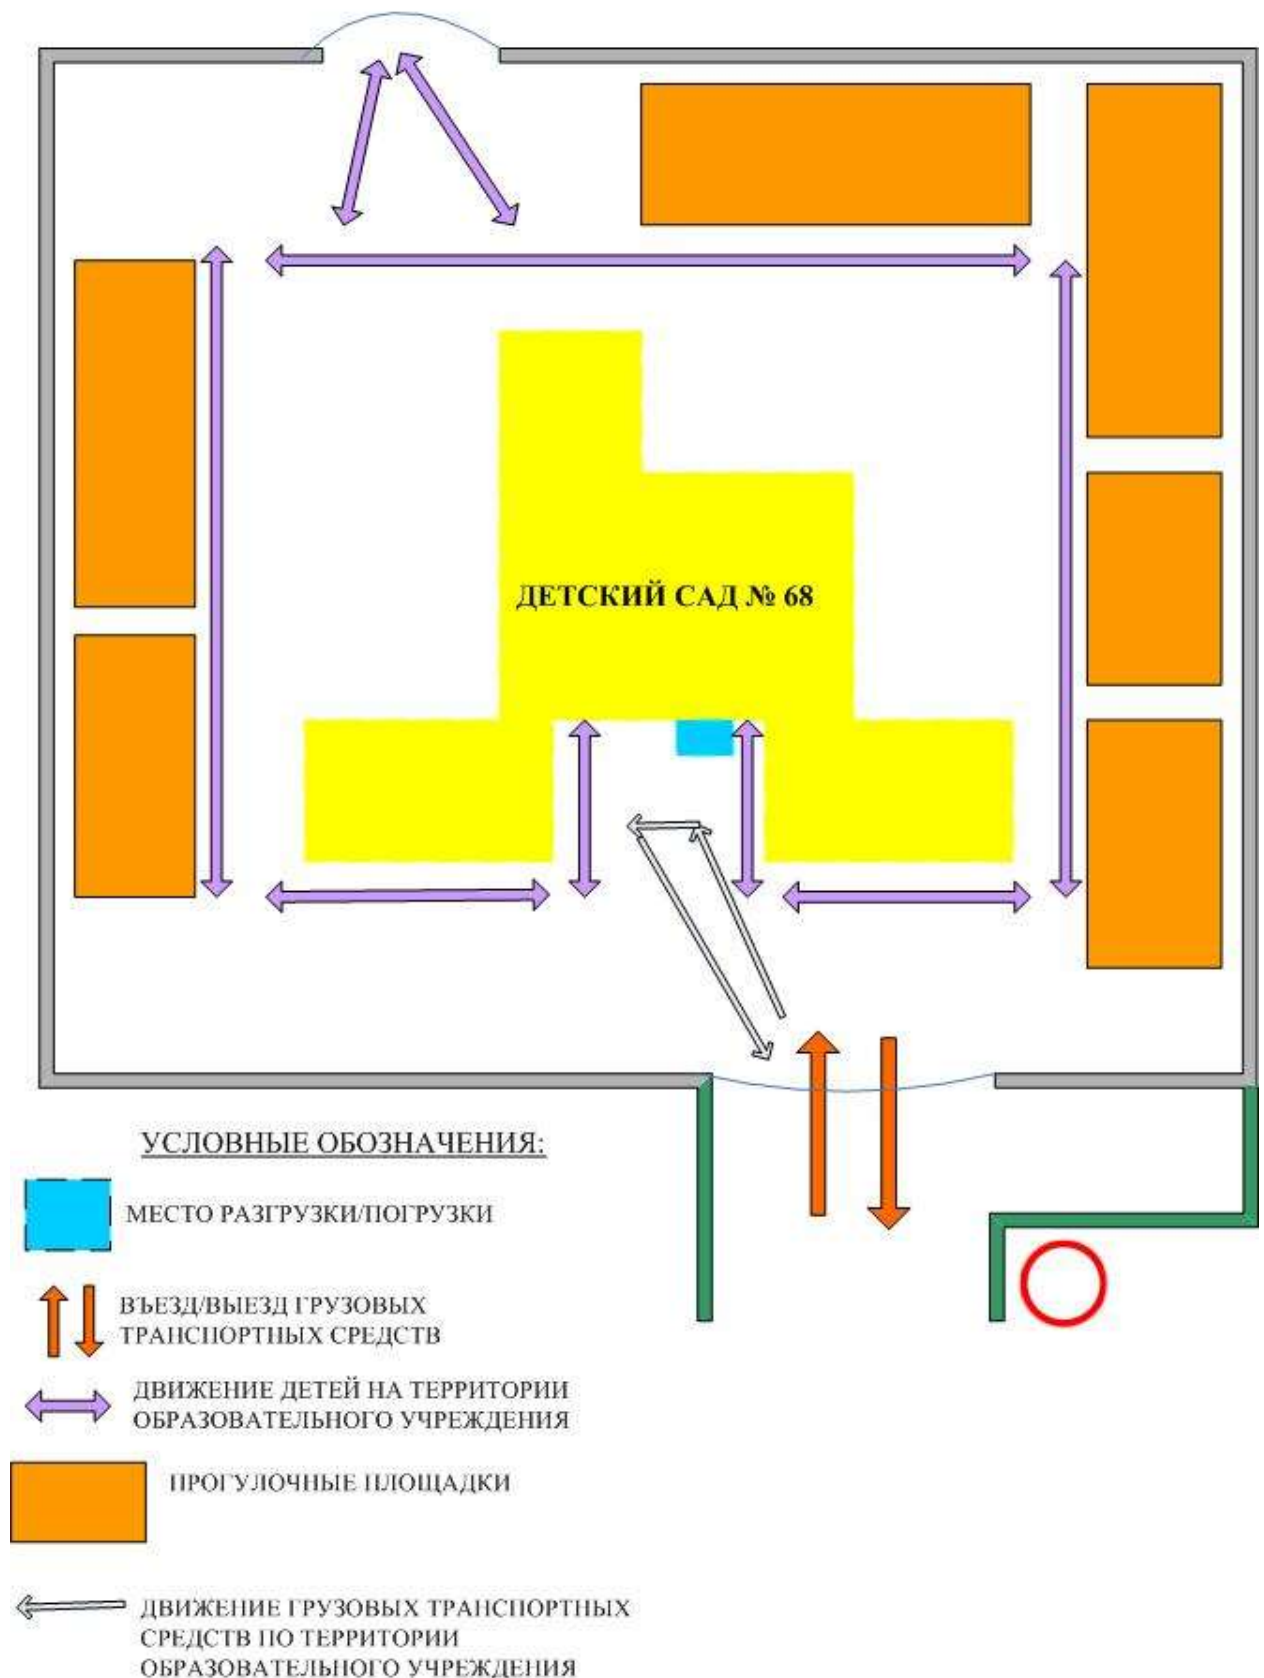 ДЕТСКИЙ САД № 68
УСЛОВНЫЕ ОБОЗНАЧЕНИЯ:
МЕСТО РАЗГРУЗКИ/ПОГРУЗКИ
ВЪЕЗД/ВЫЕЗД ГРУЗОВЫХ
ТРАНСПОРТНЫХ СРЕДСТВ
ДВИЖЕНИЕ ДЕТЕЙ НА ТЕРРИТОРИИ
ОБРАЗОВАТЕЛЬНОГО УЧРЕЖДЕНИЯ
ПРОГУЛОЧНЫЕ ПЛОЩАДКИ
ДВИЖЕНИЕ ГРУЗОВЫХ ТРАНСПОРТНЫХ
СРЕДСТВ ПО ТЕРРИТОРИИ
ОБРАЗОВАТЕЛЬНОГО УЧРЕЖДЕНИЯ